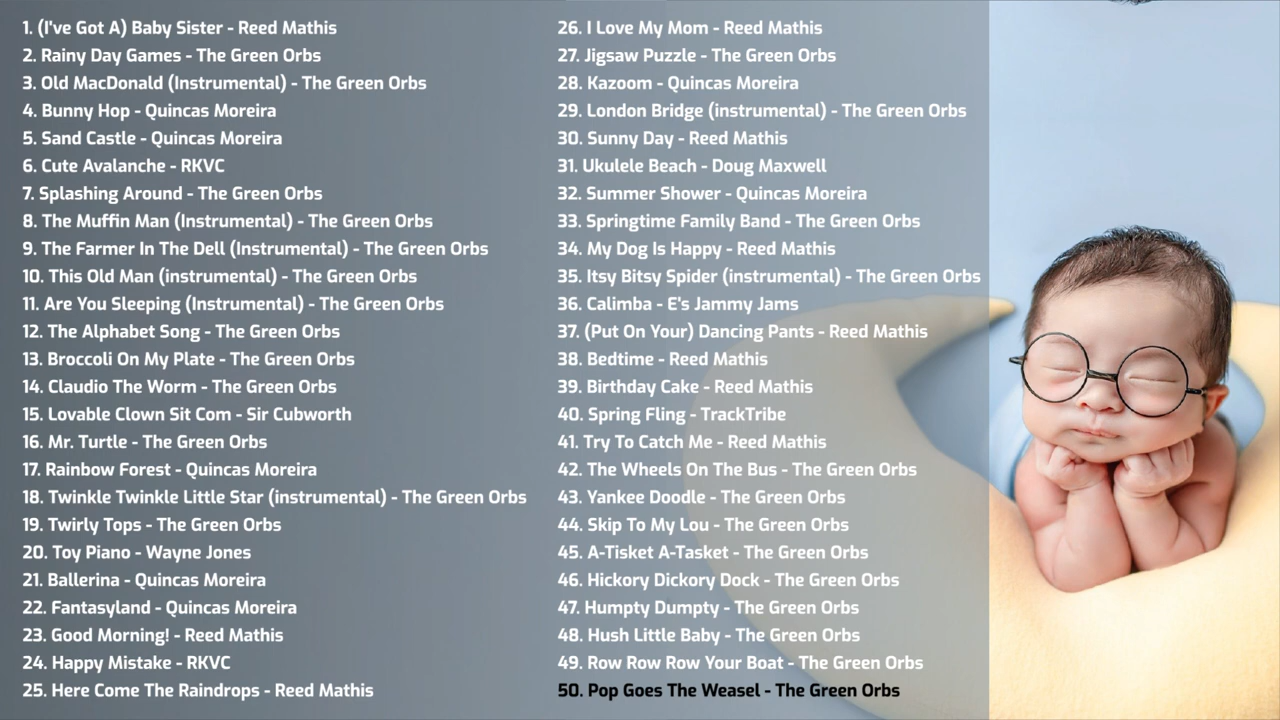 1. (I've Got A) Baby Sister - Reed Mathis
2. Rainy Day Games - The Green Orbs
3. Old MacDonald (Instrumental) - The Green Orbs
4. Bunny Hop - Quincas Moreira
5. Sand Castle - Quincas Moreira
6. Cute Avalanche - RKVC
7. Splashing Around - The Green Orbs
8. The Muffin Man (Instrumental) - The Green Orbs
9. The Farmer In The Dell (Instrumental) - The Green Orbs
10. This Old Man (instrumental) - The Green Orbs
11. Are You Sleeping (Instrumental) - The Green Orbs
12. The Alphabet Song - The Green Orbs
13. Broccoli On My Plate - The Green Orbs
14. Claudio The Worm - The Green Orbs
15. Lovable Clown Sit Com - Sir Cubworth
16. Mr. Turtle - The Green Orbs
17. Rainbow Forest - Quincas Moreira
18. Twinkle Twinkle Little Star (instrumental) - The Green Orbs
19. Twirly Tops - The Green Orbs
20. Toy Piano - Wayne Jones
21. Ballerina - Quincas Moreira
22. Fantasyland - Quincas Moreira
23. Good Morning! - Reed Mathis
24. Happy Mistake - RKVC
25. Here Come The Raindrops - Reed Mathis
26. I Love My Mom - Reed Mathis
27. Jigsaw Puzzle - The Green Orbs
28. Kazoom - Quincas Moreira
29. London Bridge (instrumental) - The Green Orbs
30. Sunny Day - Reed Mathis
31. Ukulele Beach - Doug Maxwell
32. Summer Shower - Quincas Moreira
33. Springtime Family Band - The Green Orbs
34. My Dog Is Happy - Reed Mathis
35. Itsy Bitsy Spider (instrumental) - The Green Orbs
36. Calimba - E's Jammy Jams
37. (Put On Your) Dancing Pants - Reed Mathis
38. Bedtime - Reed Mathis
39. Birthday Cake - Reed Mathis
40. Spring Fling - TrackTribe
41. Try To Catch Me - Reed Mathis
42. The Wheels On The Bus - The Green Orbs
43. Yankee Doodle - The Green Orbs
44. Skip To My Lou - The Green Orbs
45. A-Tisket A-Tasket - The Green Orbs
46. Hickory Dickory Dock - The Green Orbs
47. Humpty Dumpty - The Green Orbs
48. Hush Little Baby - The Green Orbs
49. Row Row Row Your Boat - The Green Orbs
50. Pop Goes The Weasel - The Green Orbs